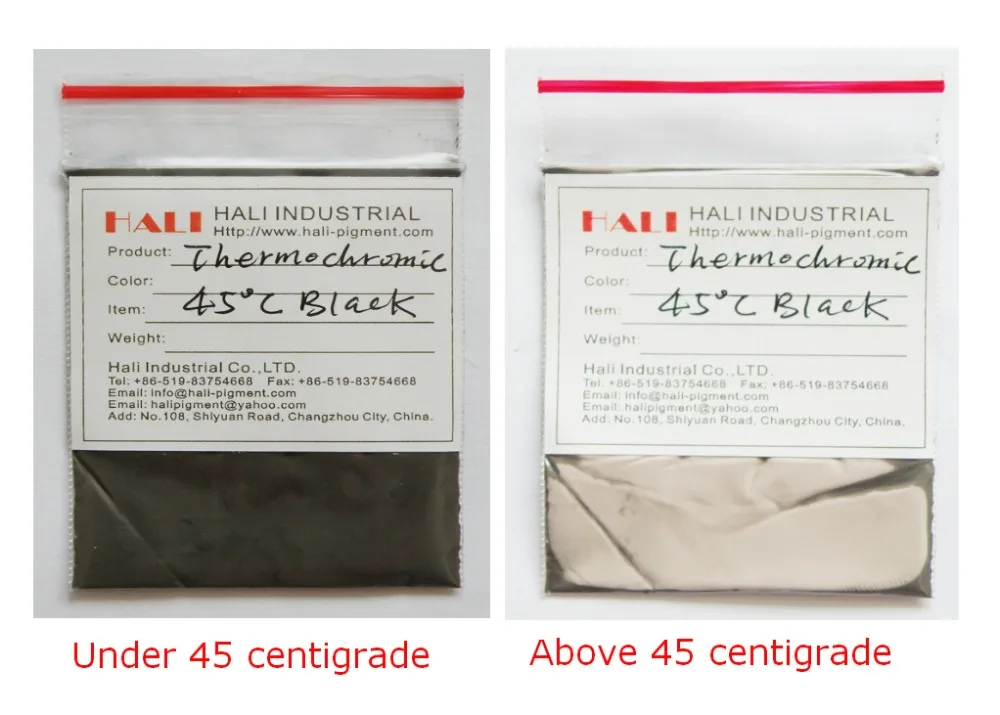 HALI HALI INDUSTRIAL
Http://www.hali-pigment.com
Product: Thermochromic
Color:
Item: 45°C Black
Weight:
Hali Industrial Co.,LTD.
Tel: +86-519-83754668 Fax: +86-519-83754668
Email: info@hali-pigment.com
Email: halipigment@yahoo.com
Add: No.108, Shiyuan Road, Changzhou City, China.
Under 45 centigrade
HALI HALI INDUSTRIAL
Http://www.hali-pigment.com
Product: Thermochromic
Color:
Item: 45°C Black
Weight:
Hali Industrial Co.,LTD.
Tel: +86-519-83754668 Fax: +86-519-83754668
Email: info@hali-pigment.com
Email: halipigment@yahoo.com
Add: No.108, Shiyuan Road, Changzhou City, China.
Above 45 centigrade